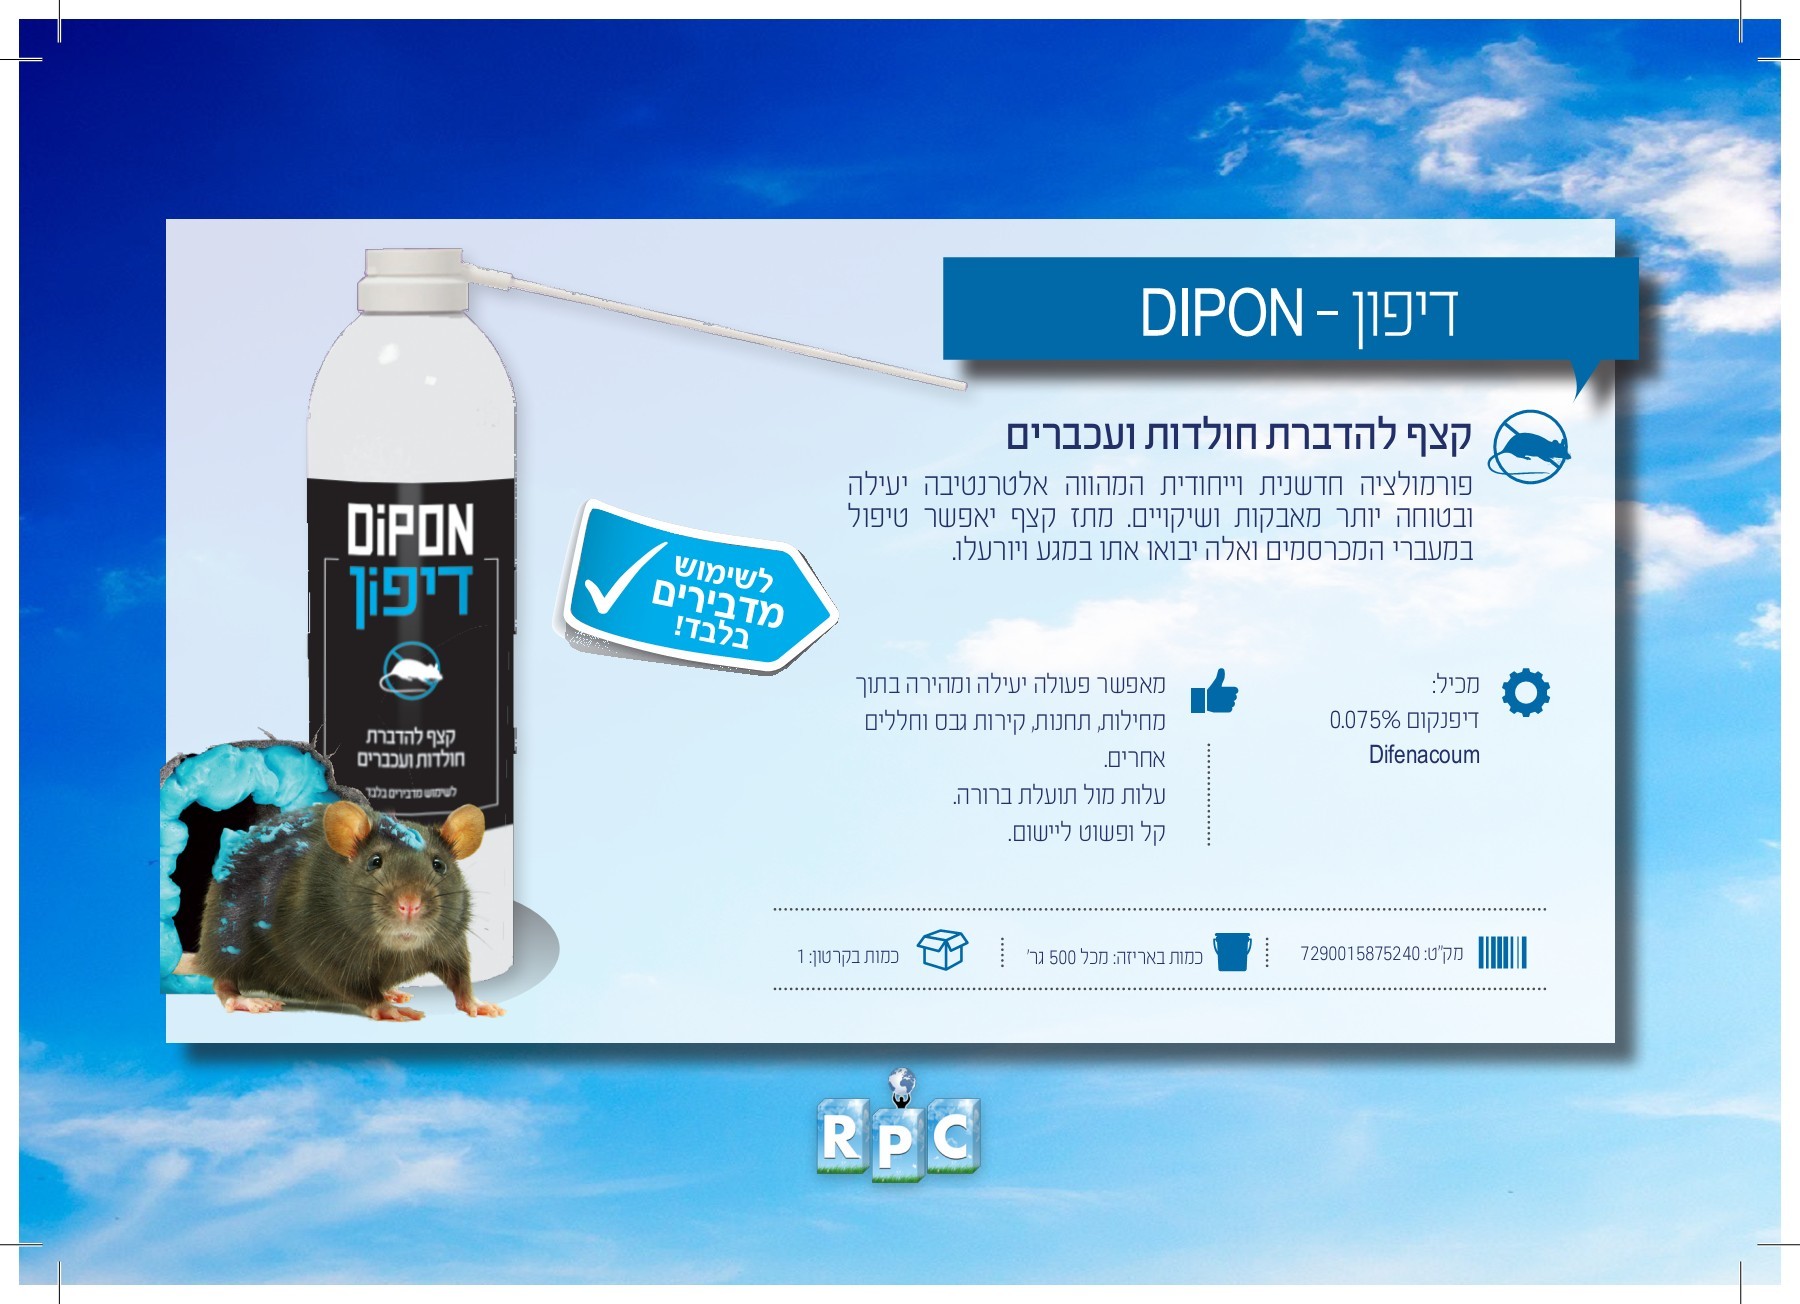 דיפון - DIPON
קצף להדברת חולדות ועכברים
פורמולציה חדשנית וייחודית המהווה אלטרנטיבה יעילה
ובטוחה יותר מאבקות ושיקויים. מתז קצף יאפשר טיפול
במעברי המכרסמים ואלה יבואו אתו במגע ויורעלו.
לשימוש
מדבירים
בלבד!
מכיל:
דיפנקום 0.075%
Difenacoum
מאפשר פעולה יעילה ומהירה בתוך
מחילות, תחנות, קירות גבס וחללים
אחרים.
עלות מול תועלת ברורה.
קל ופשוט ליישום.
מק"ט: 7290015875240
כמות באריזה: מכל 500 גר'
כמות בקרטון: 1
DiPON
דיפון
קצף להדברת
חולדות ועכברים
לשימוש מדבירים בלבד
RPC